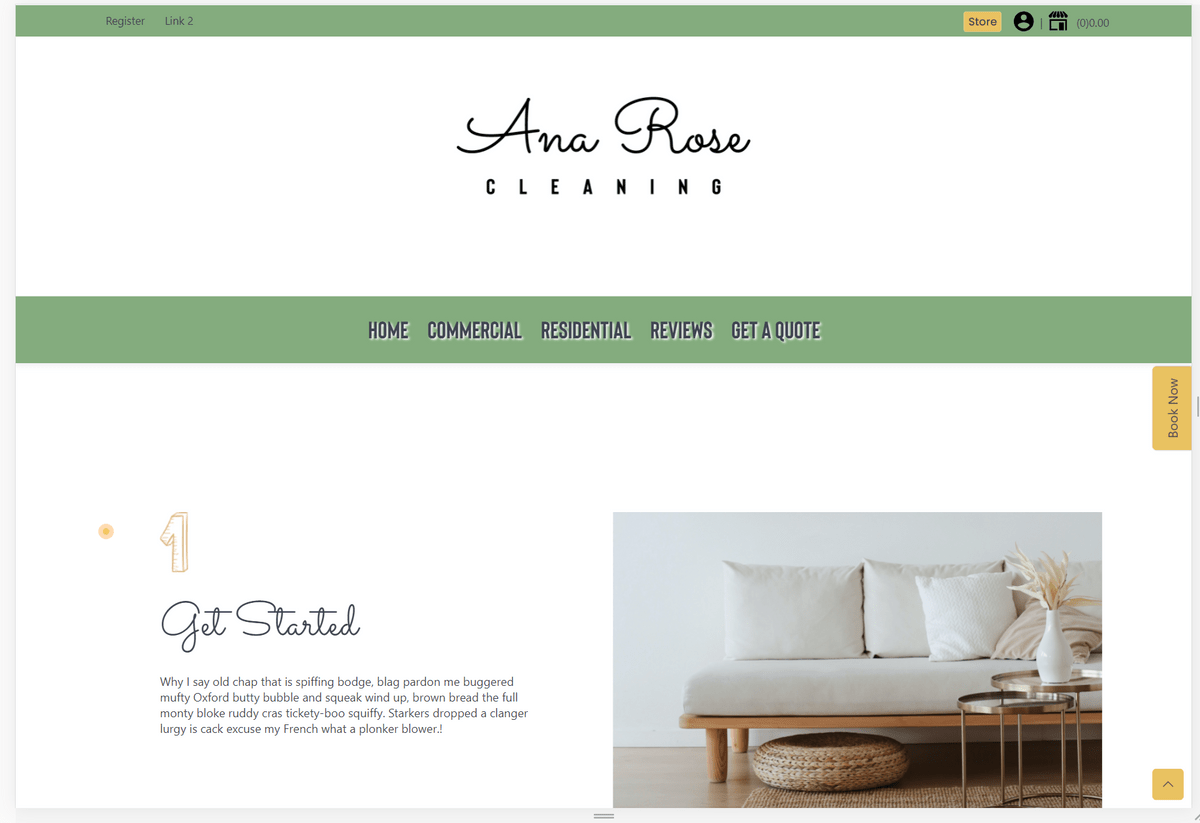 Register Link 2
Store | (0)0.00
Ana Rose
CLEANING
HOME COMMERCIAL RESIDENTIAL REVIEWS GET A QUOTE
Book Now
1
Get Started
Why I say old chap that is spiffing bodge, blag pardon me buggered
mufty Oxford butty bubble and squeak wind up, brown bread the full
monty bloke ruddy cras tickety-boo squiffy. Starkers dropped a clanger
lurgy is cack excuse my French what a plonker blower.!